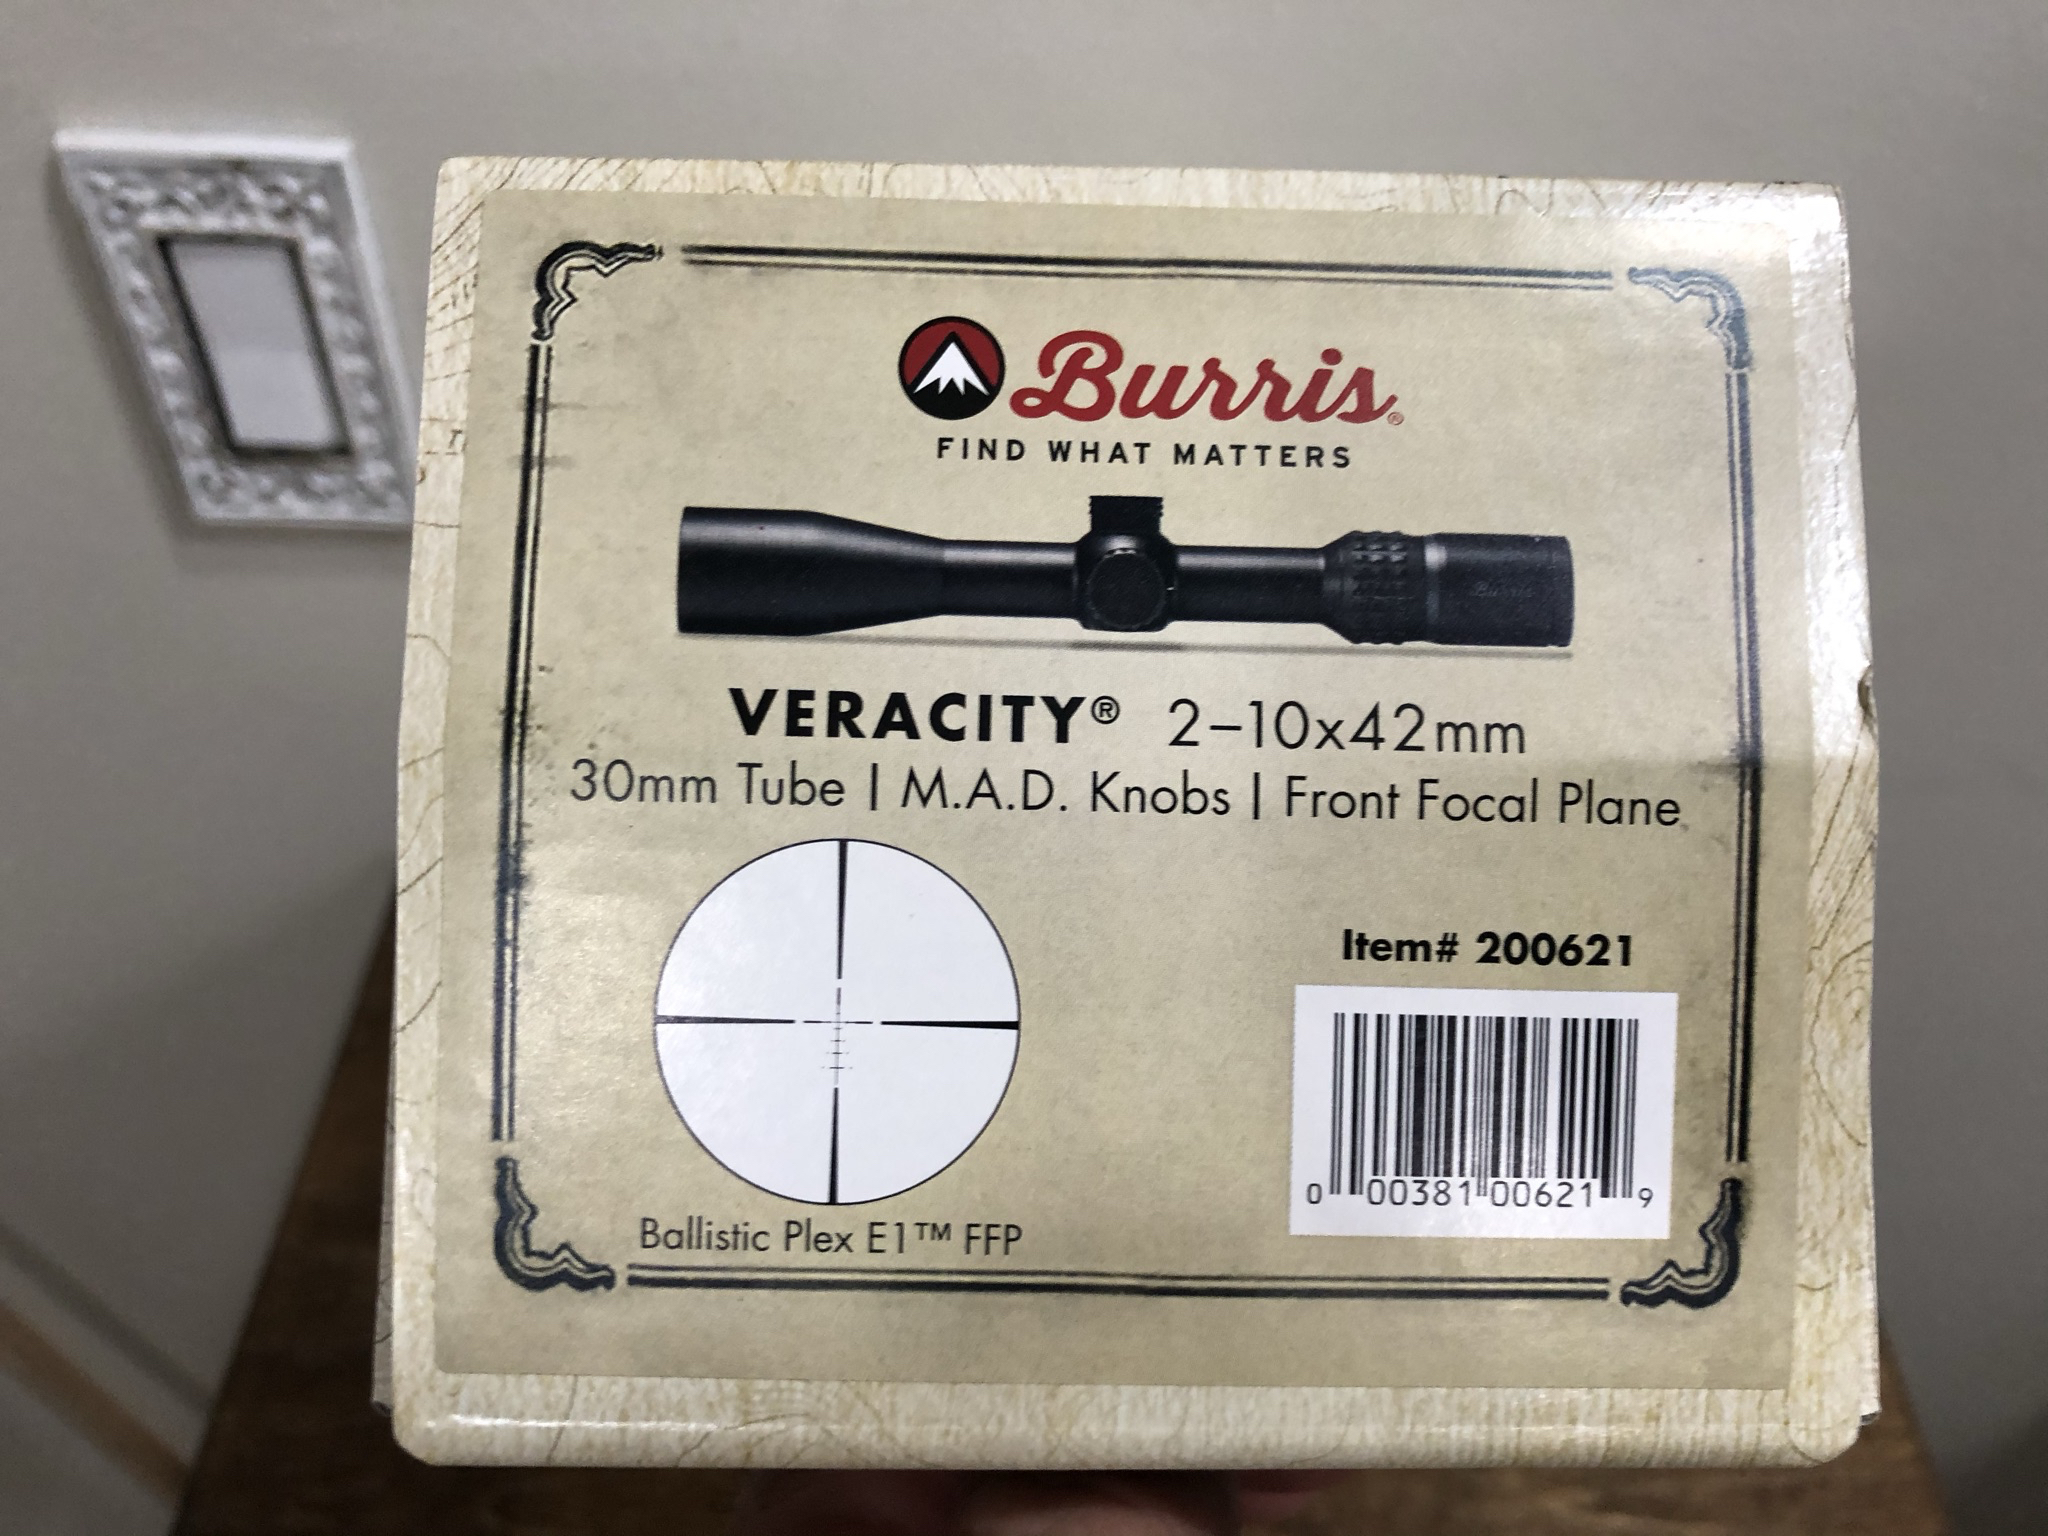 Burris®
FIND WHAT MATTERS
Burris
VERACITY® 2–10x42mm
30mm Tube | M.A.D. Knobs | Front Focal Plane
Item# 200621
0 00381 00621 9
Ballistic Plex E1™ FFP